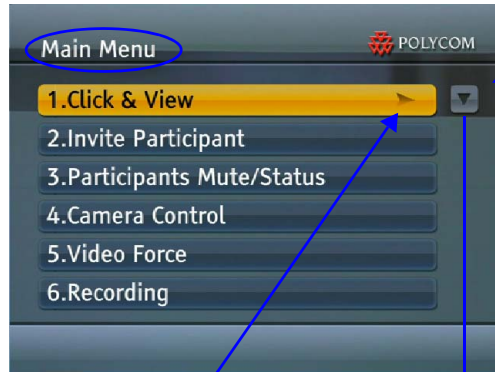 Main Menu
POLYCOM
1.Click & View
2.Invite Participant
3.Participants Mute/Status
4.Camera Control
5.Video Force
6.Recording